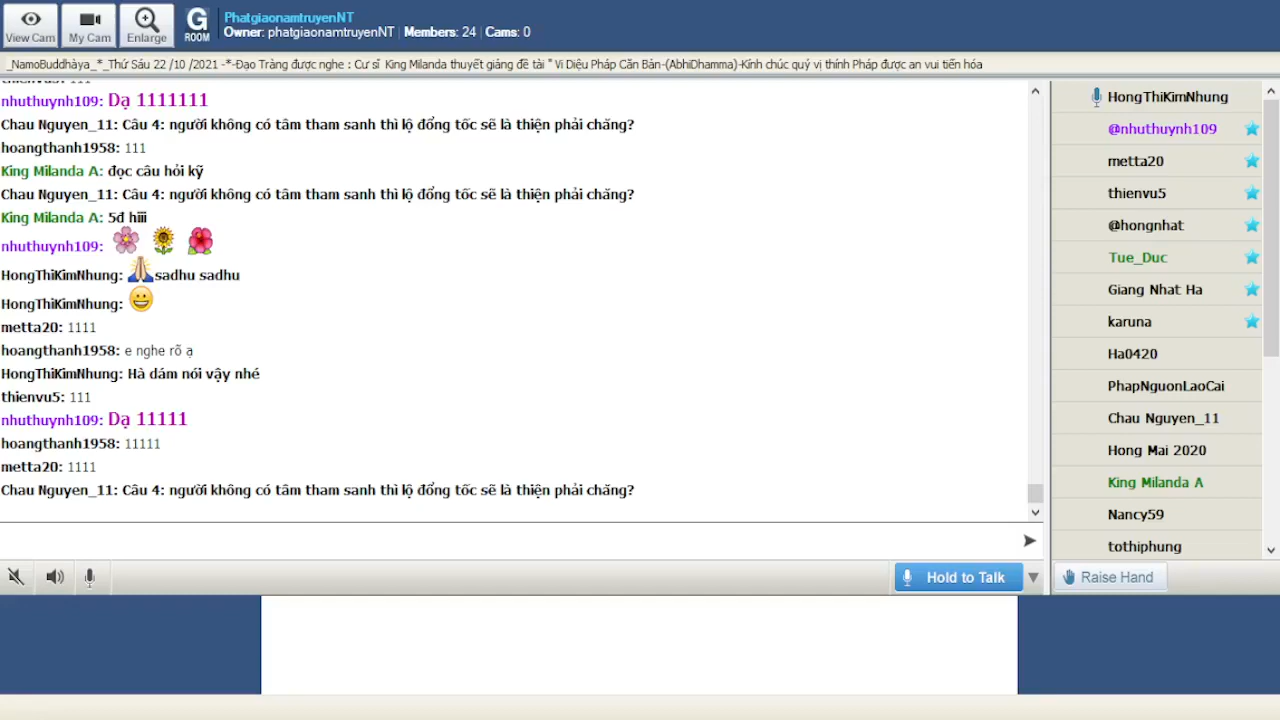 View Cam
My Cam
Enlarge
G
ROOM
PhatgiaonamtruyenNT
Owner: phatgiaonamtruyenNT | Members: 24 | Cams: 0
_NamoBuddhàya_*_Thứ Sáu 22 /10 /2021 -*-Đạo Tràng được nghe : Cư sĩ King Milanda thuyết giảng đề tài " Vi Diệu Pháp Căn Bản-(AbhiDhamma)-Kính chúc quý vị thính Pháp được an vui tiến hóa
thienvu5: 111
nhuthuynh109: Dạ 1111111
Chau Nguyen_11: Câu 4: người không có tâm tham sanh thì lộ đổng tốc sẽ là thiện phải chăng?
hoangthanh1958: 111
King Milanda A: đọc câu hỏi kỹ
Chau Nguyen_11: Câu 4: người không có tâm tham sanh thì lộ đổng tốc sẽ là thiện phải chăng?
King Milanda A: 5đ hiii
nhuthuynh109:
HongThiKimNhung: sadhu sadhu
HongThiKimNhung:
metta20: 1111
hoangthanh1958: e nghe rõ ạ
HongThiKimNhung: Hà dám nói vậy nhé
thienvu5: 111
nhuthuynh109: Dạ 11111
hoangthanh1958: 11111
metta20: 1111
Chau Nguyen_11: Câu 4: người không có tâm tham sanh thì lộ đổng tốc sẽ là thiện phải chăng?
Hold to Talk
HongThiKimNhung
@nhuthuynh109
metta20
thienvu5
@hongnhat
Tue_Duc
Giang Nhat Ha
karuna
Ha0420
PhapNguonLaoCai
Chau Nguyen_11
Hong Mai 2020
King Milanda A
Nancy59
tothiphung
Raise Hand